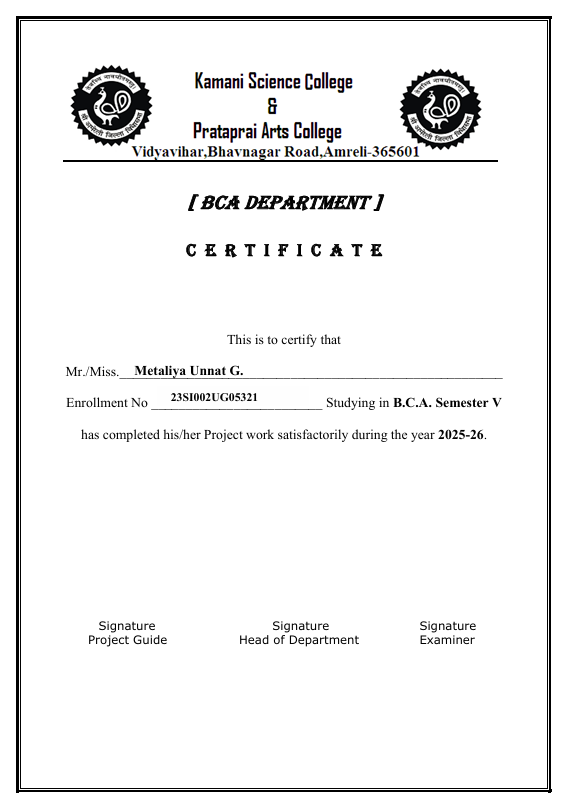 Kamani Science College
&
Prataprai Arts College
Vidyavihar,Bhavnagar Road,Amreli-365601
[ BCA DEPARTMENT ]
CERTIFICATE
This is to certify that
Mr./Miss. Metaliya Unnat G.
Enrollment No 23SI002UG05321 Studying in B.C.A. Semester V
has completed his/her Project work satisfactorily during the year 2025-26.
Signature Signature Signature
Project Guide Head of Department Examiner